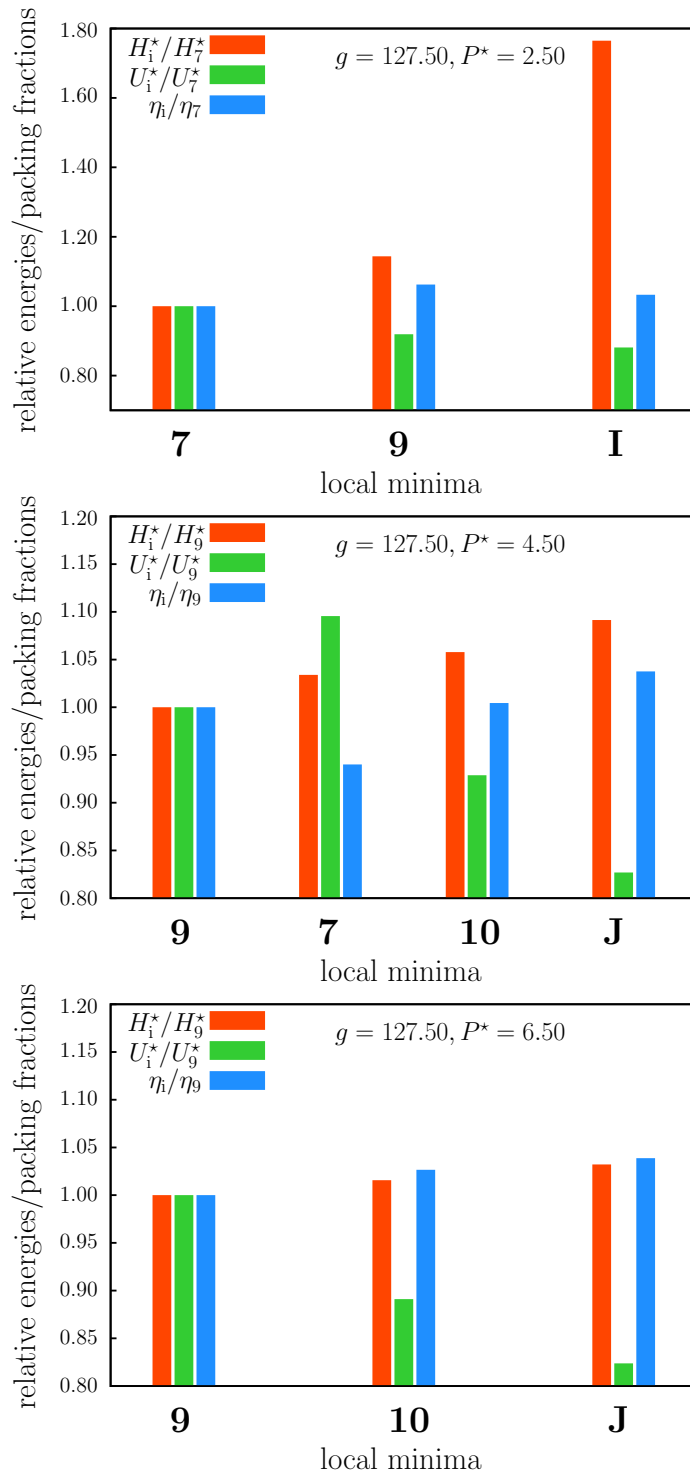 relative energies/packing fractions
H⋆i/H⋆7
U⋆i/U⋆7
ηi/η7
g = 127.50, P⋆ = 2.50
1.80
1.60
1.40
1.20
1.00
0.80
7 9 I
local minima
relative energies/packing fractions
H⋆i/H⋆9
U⋆i/U⋆9
ηi/η9
g = 127.50, P⋆ = 4.50
1.20
1.15
1.10
1.05
1.00
0.95
0.90
0.85
0.80
9 7 10 J
local minima
relative energies/packing fractions
H⋆i/H⋆9
U⋆i/U⋆9
ηi/η9
g = 127.50, P⋆ = 6.50
1.20
1.15
1.10
1.05
1.00
0.95
0.90
0.85
0.80
9 10 J
local minima